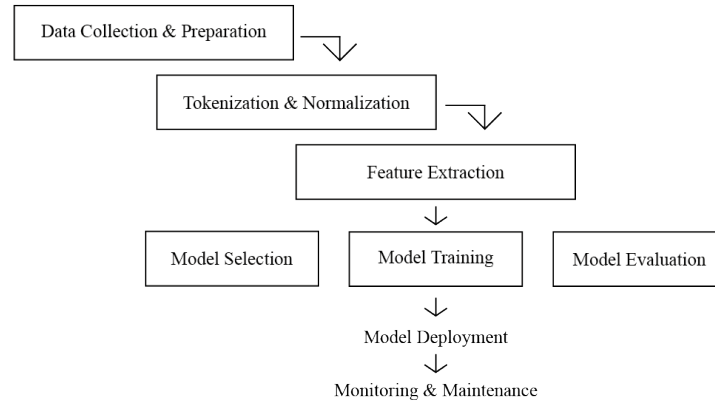 Data Collection & Preparation
Tokenization & Normalization
Feature Extraction
Model Selection
Model Training
Model Evaluation
Model Deployment
Monitoring & Maintenance